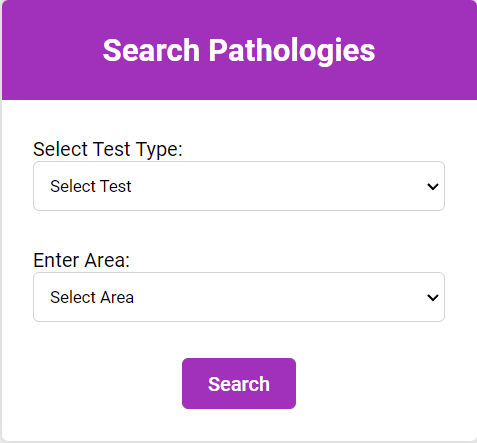 Search Pathologies
Select Test Type:
Select Test
Enter Area:
Select Area
Search